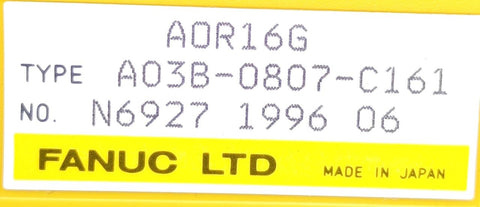 AOR16G
TYPE A03B-0807-C161
NO. N6927 1996 06
FANUC LTD MADE IN JAPAN